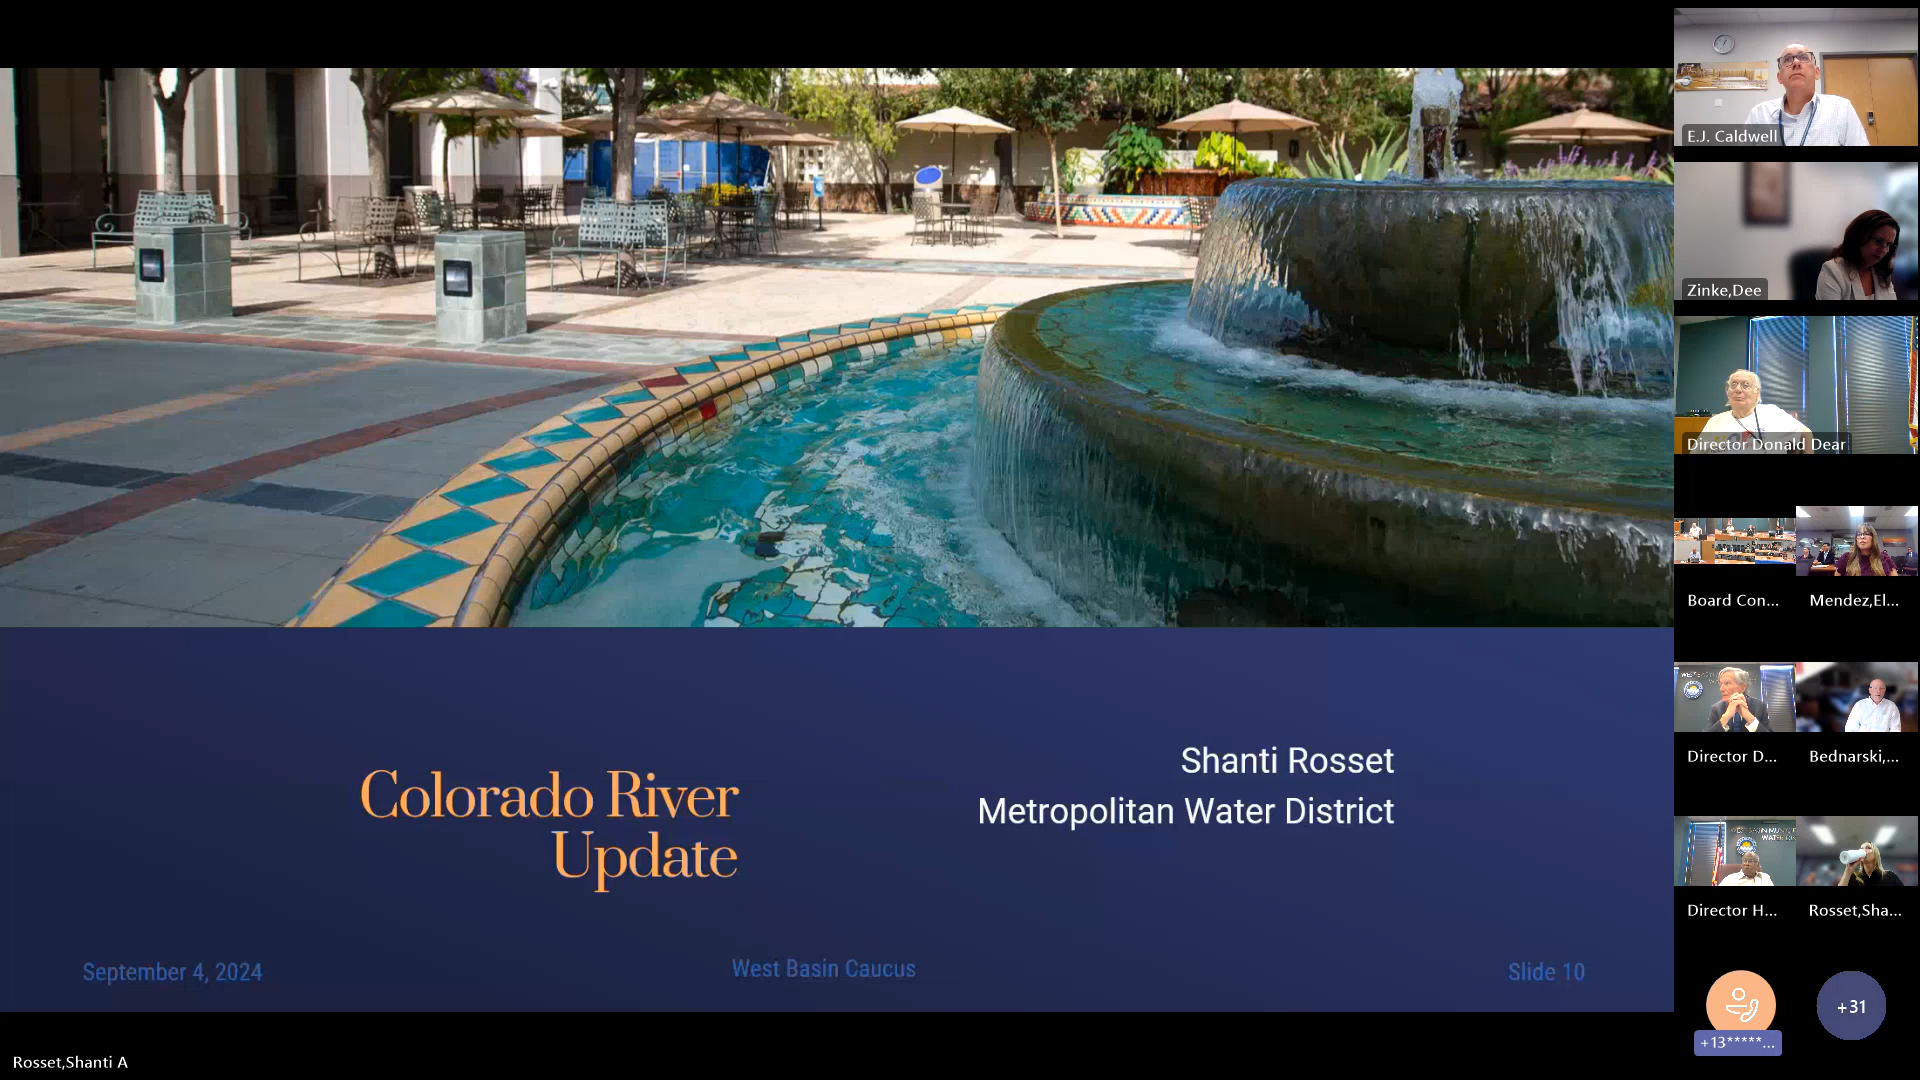 Colorado River
Update
Shanti Rosset
Metropolitan Water District
September 4, 2024
West Basin Caucus
Slide 10
Rosset,Shanti A
E.J. Caldwell
Zinke,Dee
Director Donald Dear
Board Con...
Mendez,El...
Director D...
Bednarski,...
Director H...
Rosset,Sha...
+13*****...
+31